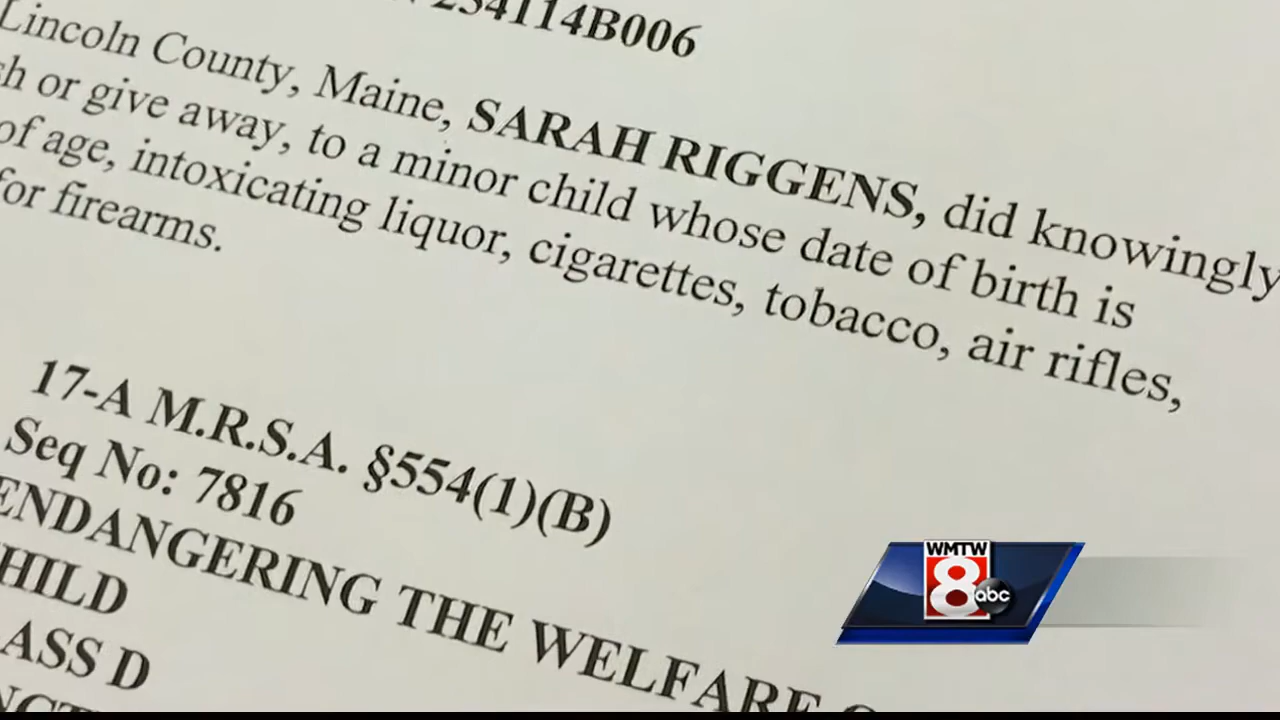 234114B006
Lincoln County, Maine, SARAH RIGGENS, did knowingly
or give away, to a minor child whose date of birth is
of age, intoxicating liquor, cigarettes, tobacco, air rifles,
for firearms.
17-A M.R.S.A. §554(1)(B)
Seq No: 7816
ENDANGERING THE WELFARE
HILD
ASS D
WMTW
8
abc